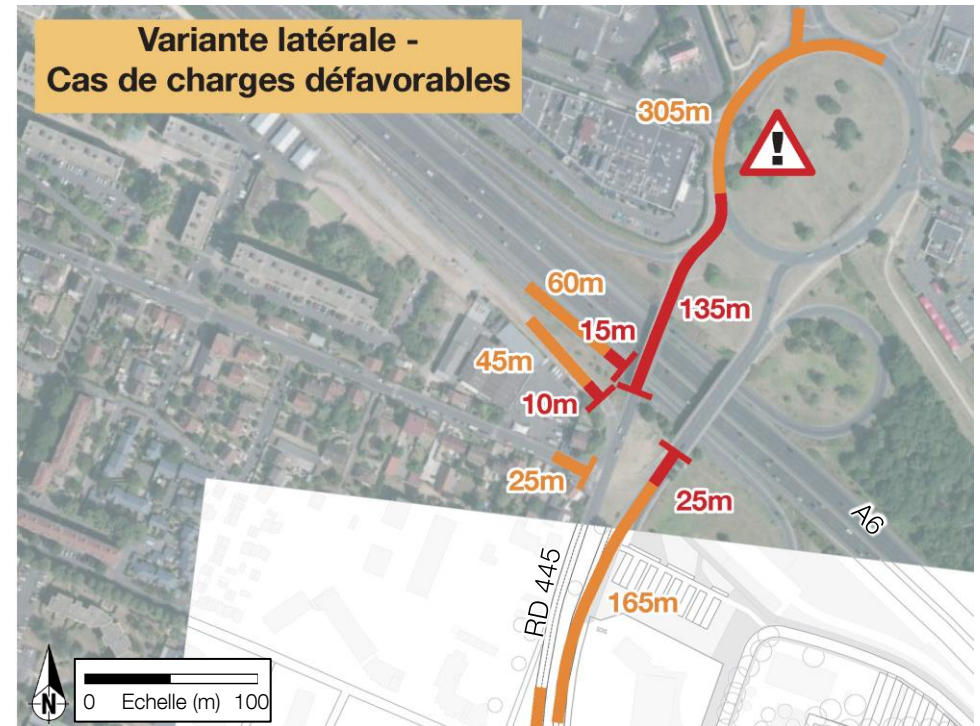 Variante latérale -
Cas de charges défavorables
305m
!
60m
135m
15m
45m
10m
25m
25m
A6
RD 445
165m
N
0 Echelle (m) 100